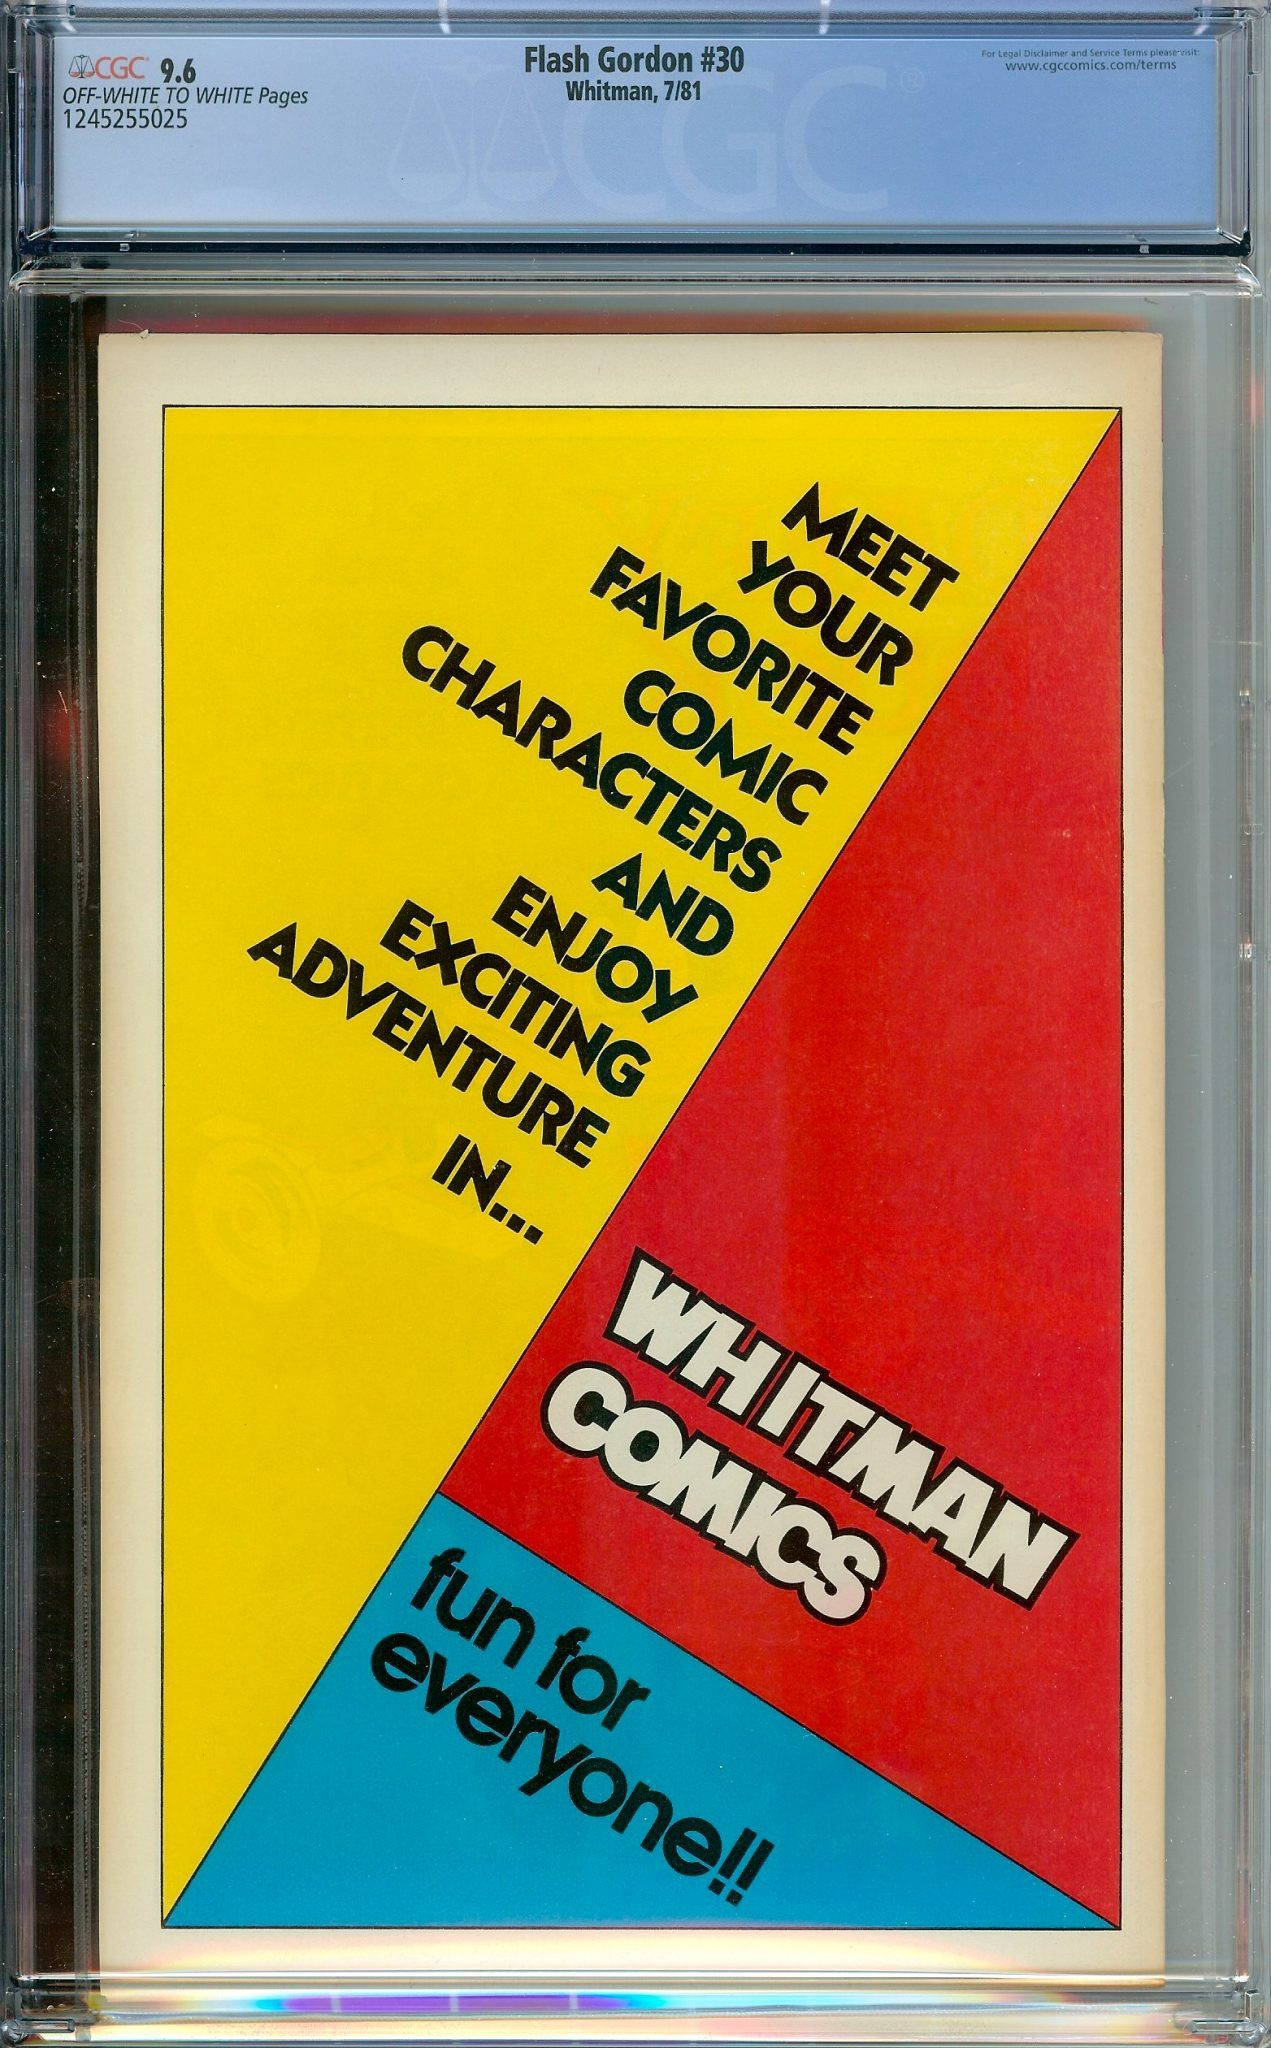 CGC 9.6
OFF-WHITE TO WHITE Pages
1245255025
Flash Gordon #30
Whitman, 7/81
For Legal Disclaimer and Service Terms please visit:
www.cgccomics.com/terms
CGC®
MEET
YOUR
FAVORITE
COMIC
CHARACTERS
AND
ENJOY
EXCITING
ADVENTURE
IN...
WHITMAN
COMICS
fun for
everyone!!